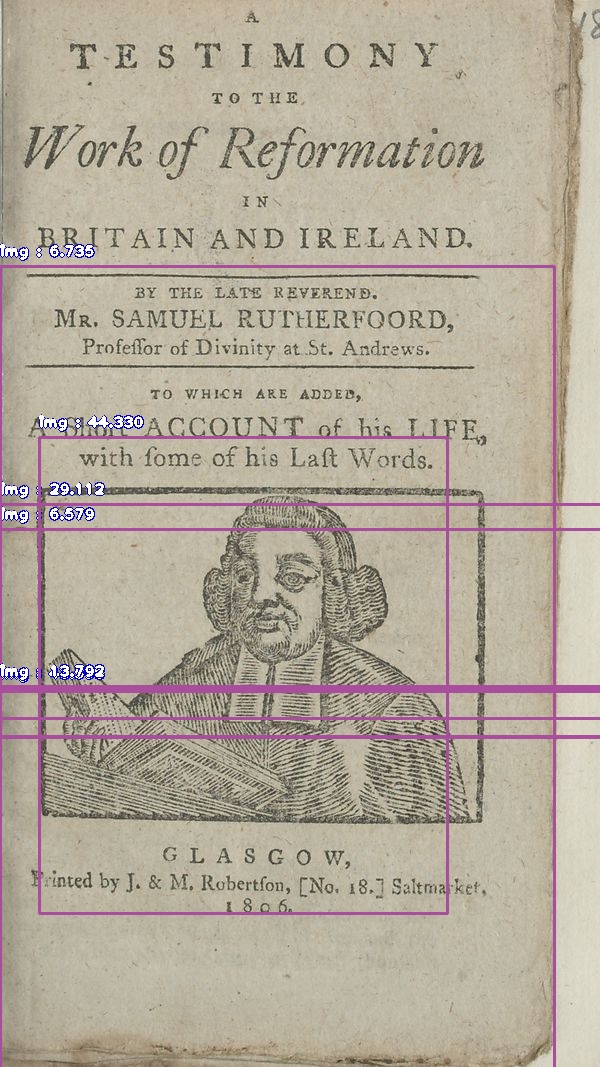 A
TESTIMONY
TO THE
Work of Reformation
IN
BRITAIN AND IRELAND.
BY THE LATE REVEREND.
MR. SAMUEL RUTHERFOORD,
Profeſſor of Divinity at St. Andrews.
TO WHICH ARE ADDED,
A Short ACCOUNT of his LIFE,
with ſome of his Laſt Words.
GLASGOW,
Printed by J. & M. Robertſon, [No. 18.] Saltmarket.
1806.
Img : 6.735
Img : 44.330
Img : 29.112
Img : 6.579
Img : 13.792